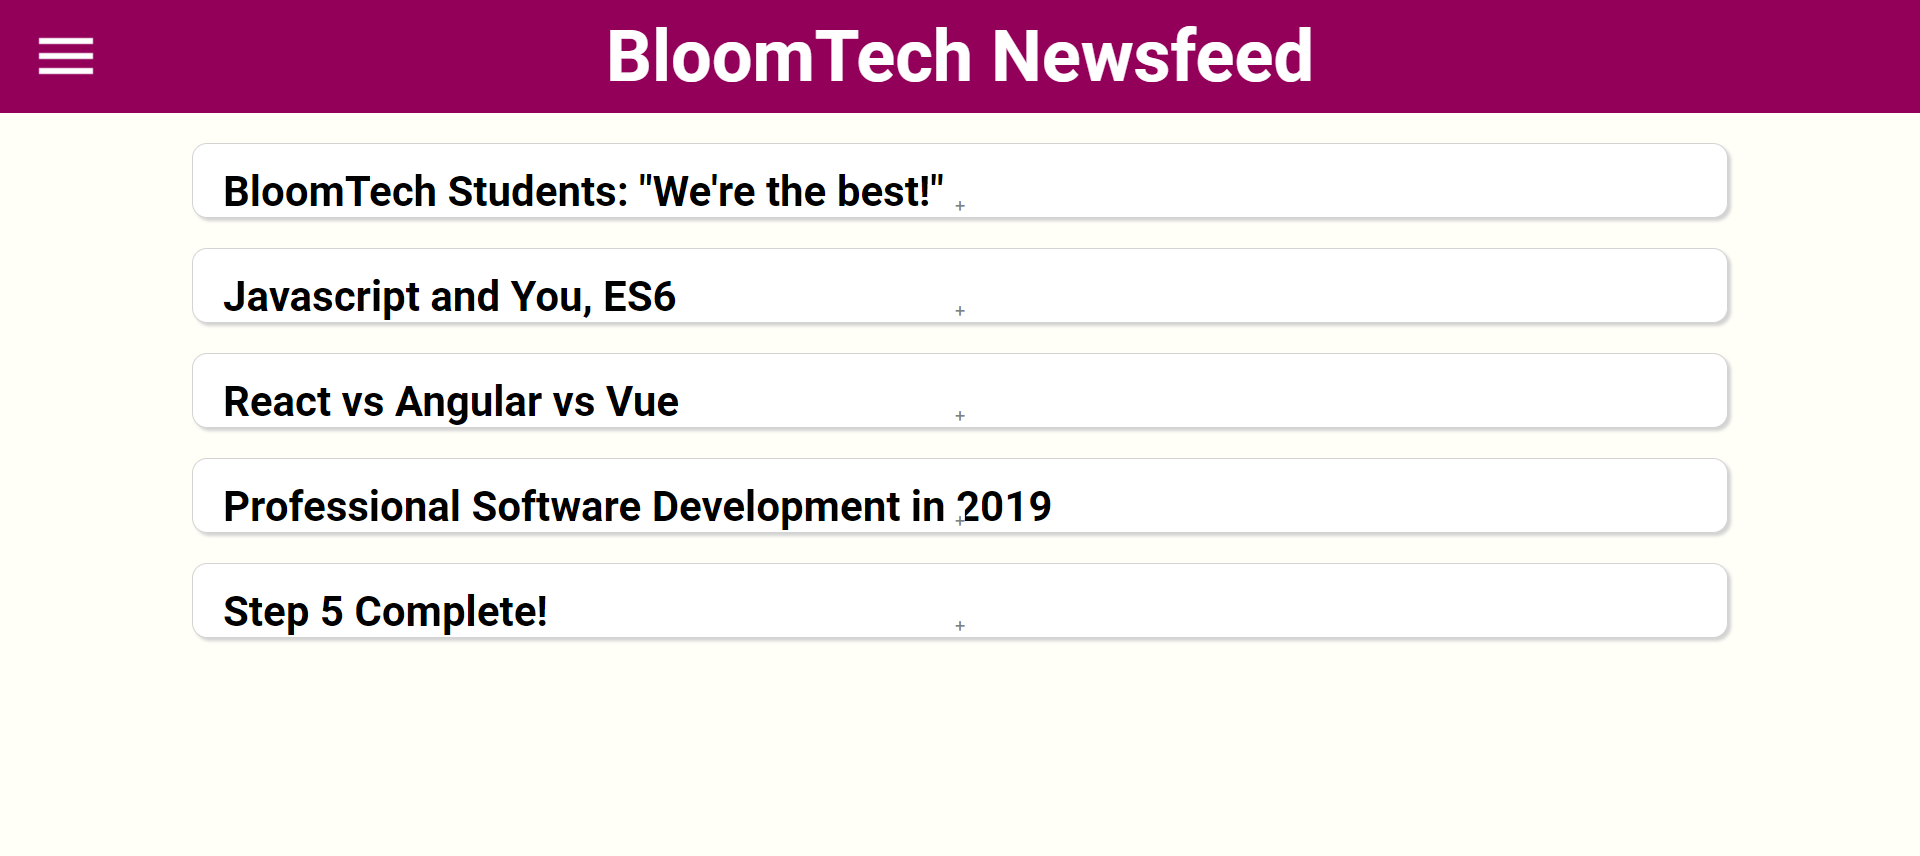 BloomTech Newsfeed
BloomTech Students: "We're the best!"
+
Javascript and You, ES6
+
React vs Angular vs Vue
+
Professional Software Development in 2019
+
Step 5 Complete!
+